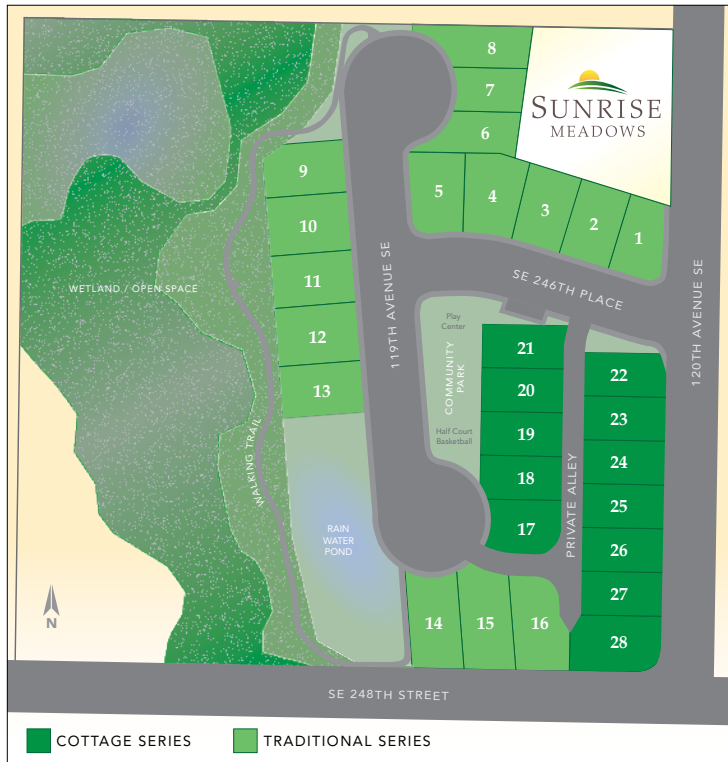 8
7
6
SUNRISE
MEADOWS
9
5
4
3
2
1
10
11
12
13
WETLAND / OPEN SPACE
119TH AVENUE SE
SE 246TH PLACE
120TH AVENUE SE
Play
Center
COMMUNITY
PARK
Half Court
Basketball
21
20
19
18
17
22
23
24
25
26
27
28
PRIVATE ALLEY
WALKING TRAIL
RAIN
WATER
POND
14
15
16
N
SE 248TH STREET
COTTAGE SERIES
TRADITIONAL SERIES